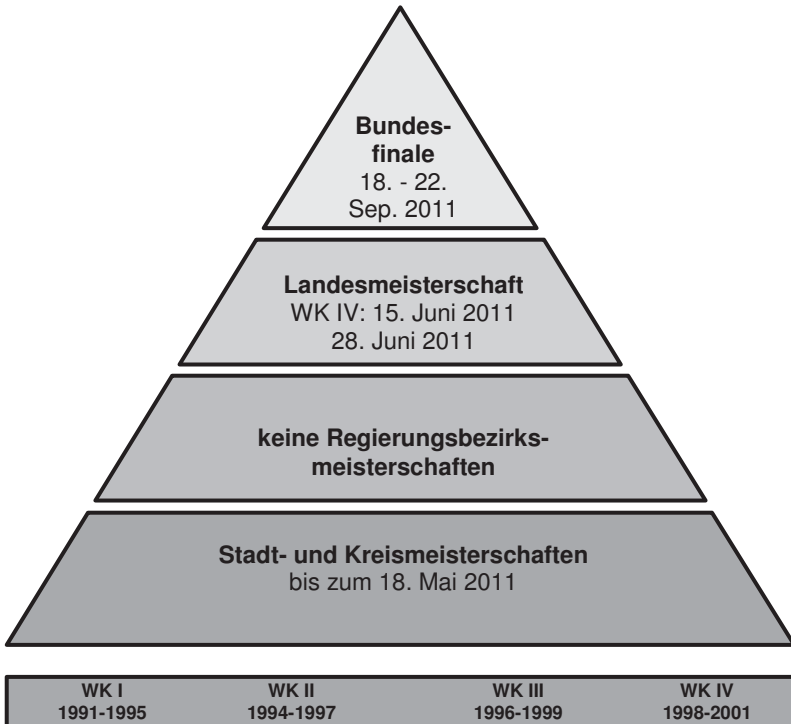 Bundes-
finale
18. - 22.
Sep. 2011
Landesmeisterschaft
WK IV: 15. Juni 2011
28. Juni 2011
keine Regierungsbezirks-
meisterschaften
Stadt- und Kreismeisterschaften
bis zum 18. Mai 2011
WK I WK II WK III WK IV
1991-1995 1994-1997 1996-1999 1998-2001